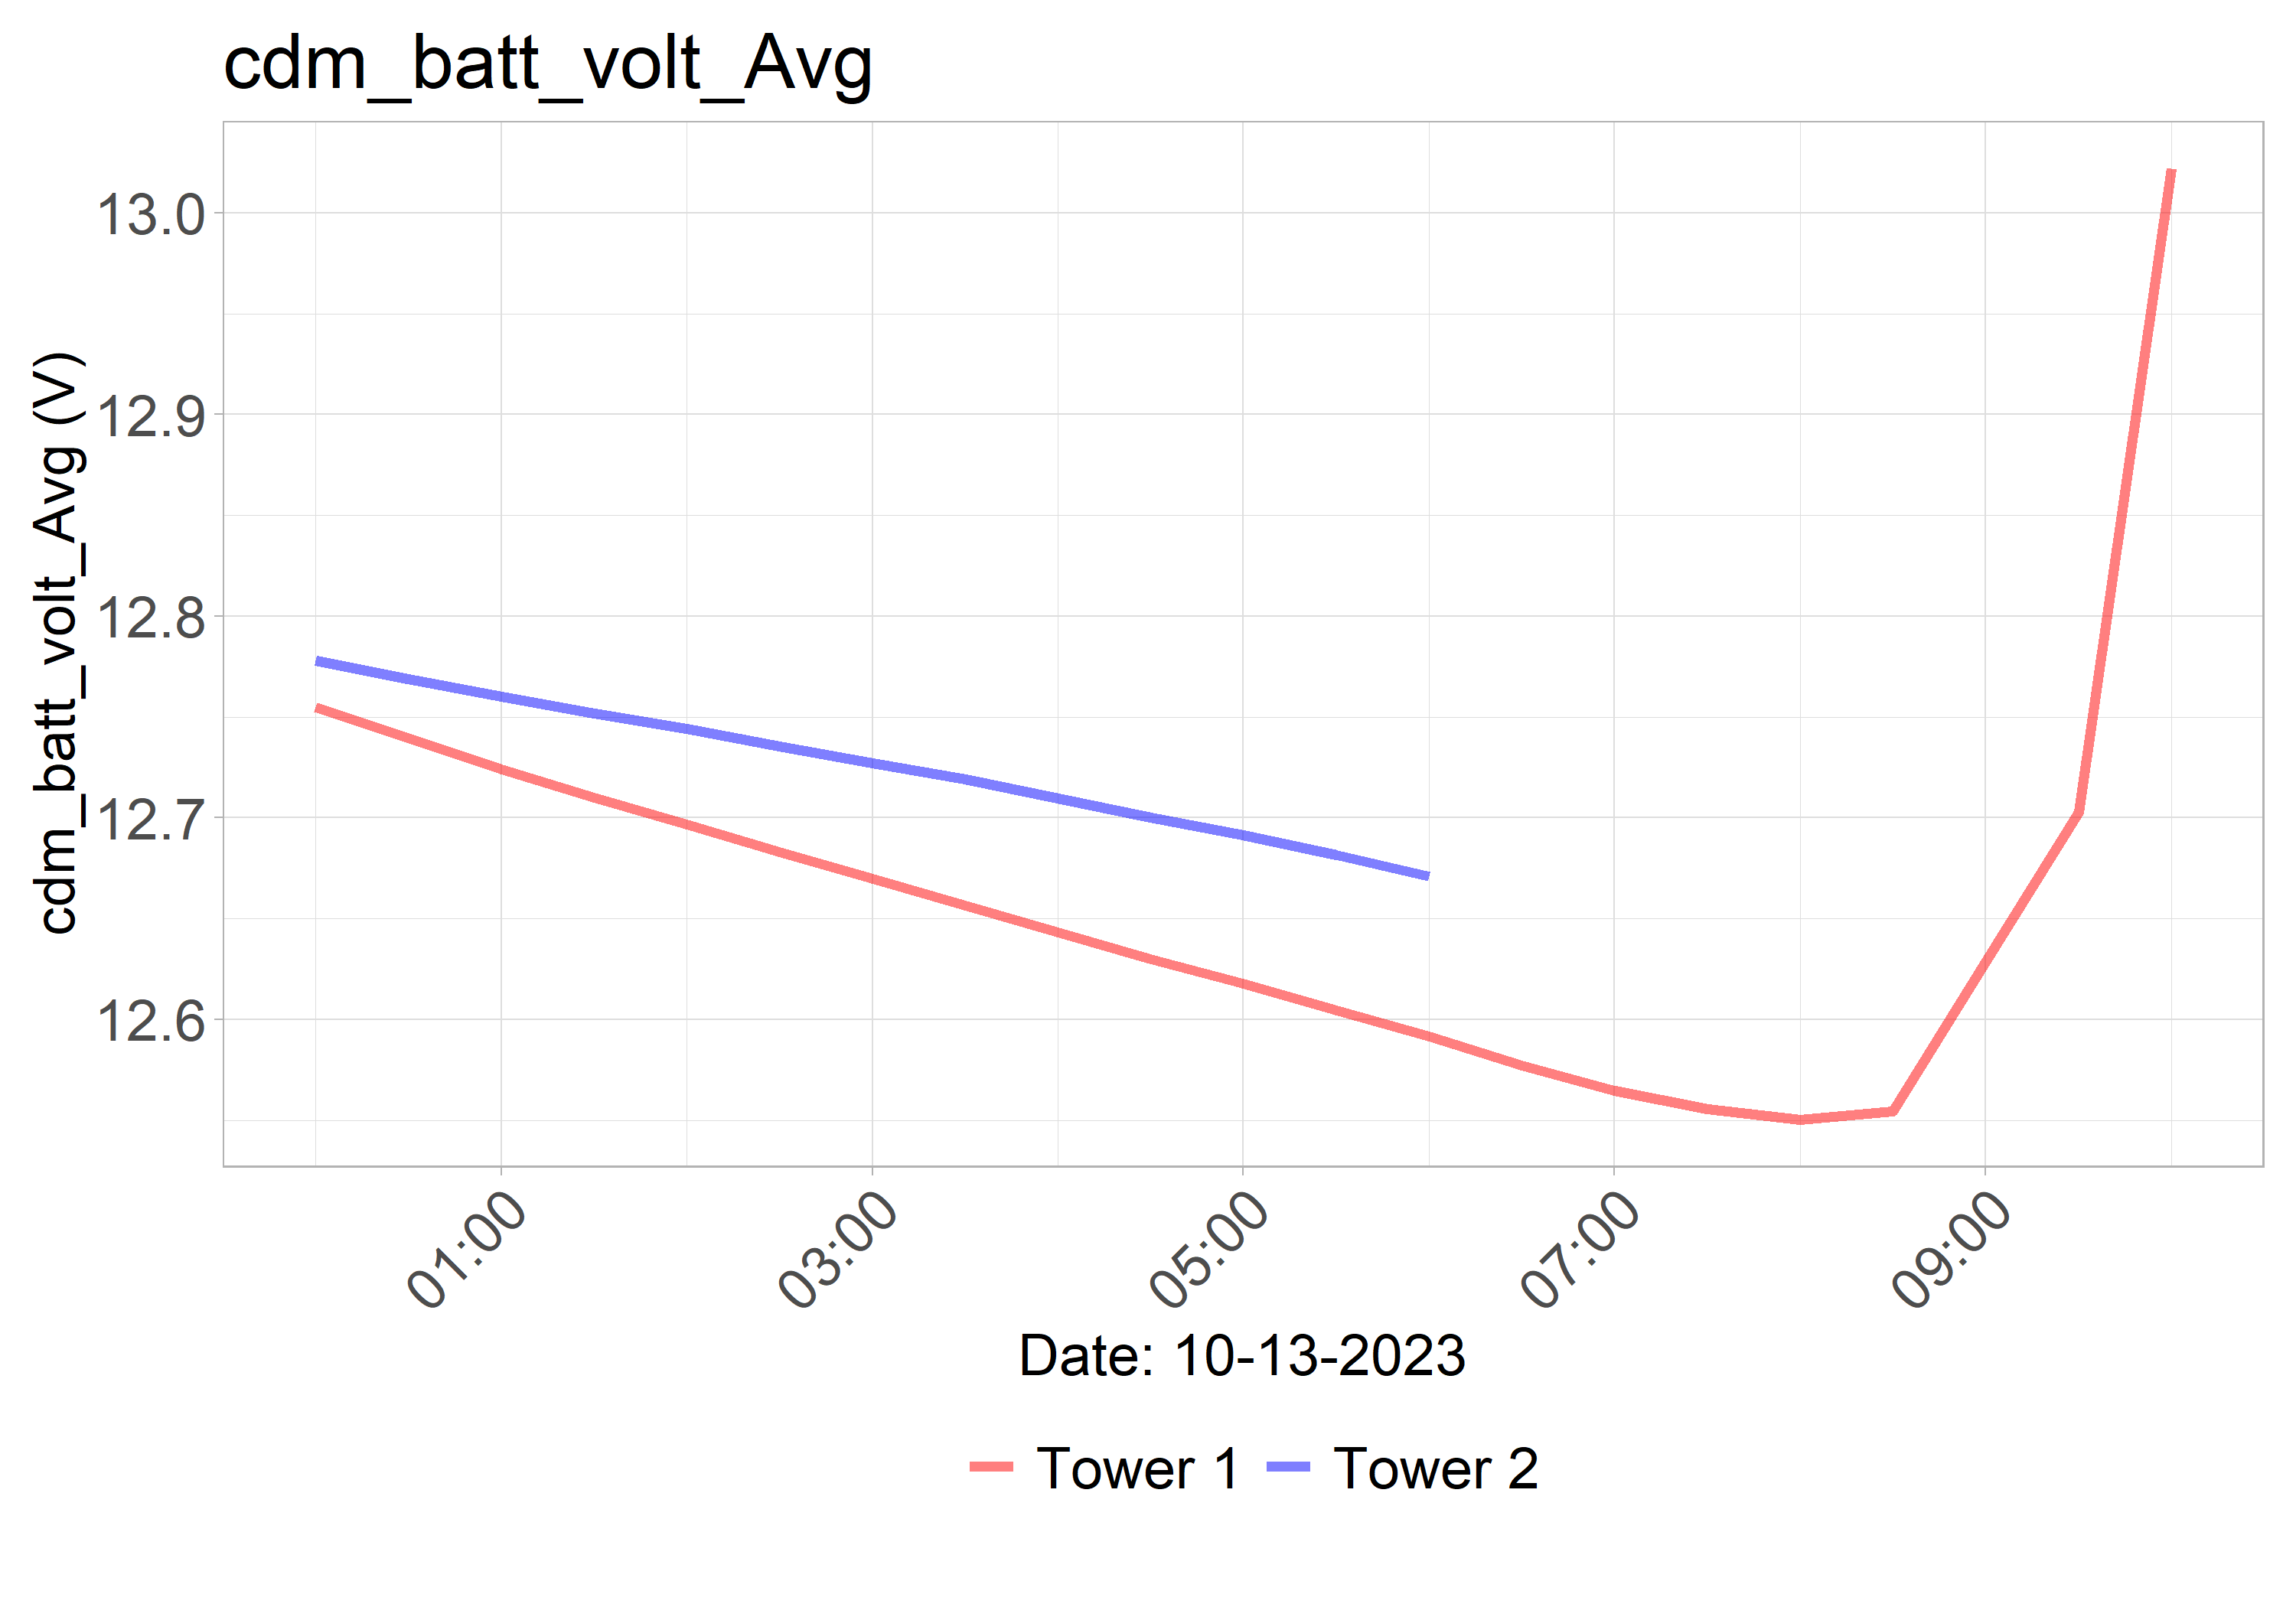 cdm_batt_volt_Avg
cdm_batt_volt_Avg (V)
13.0
12.9
12.8
12.7
12.6
01:00
03:00
05:00
07:00
09:00
Date: 10-13-2023
Tower 1
Tower 2